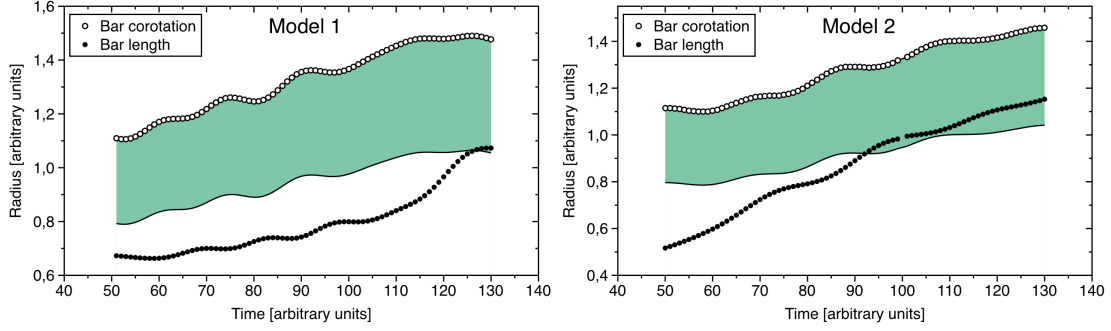 Model 1
Bar corotation
Bar length
1,6
1,4
1,2
1,0
0,8
0,6
Radius [arbitrary units]
40 50 60 70 80 90 100 110 120 130 140
Time [arbitrary units]
Model 2
Bar corotation
Bar length
1,4
1,2
1,0
0,8
0,6
0,4
Radius [arbitrary units]
40 50 60 70 80 90 100 110 120 130 140
Time [arbitrary units]